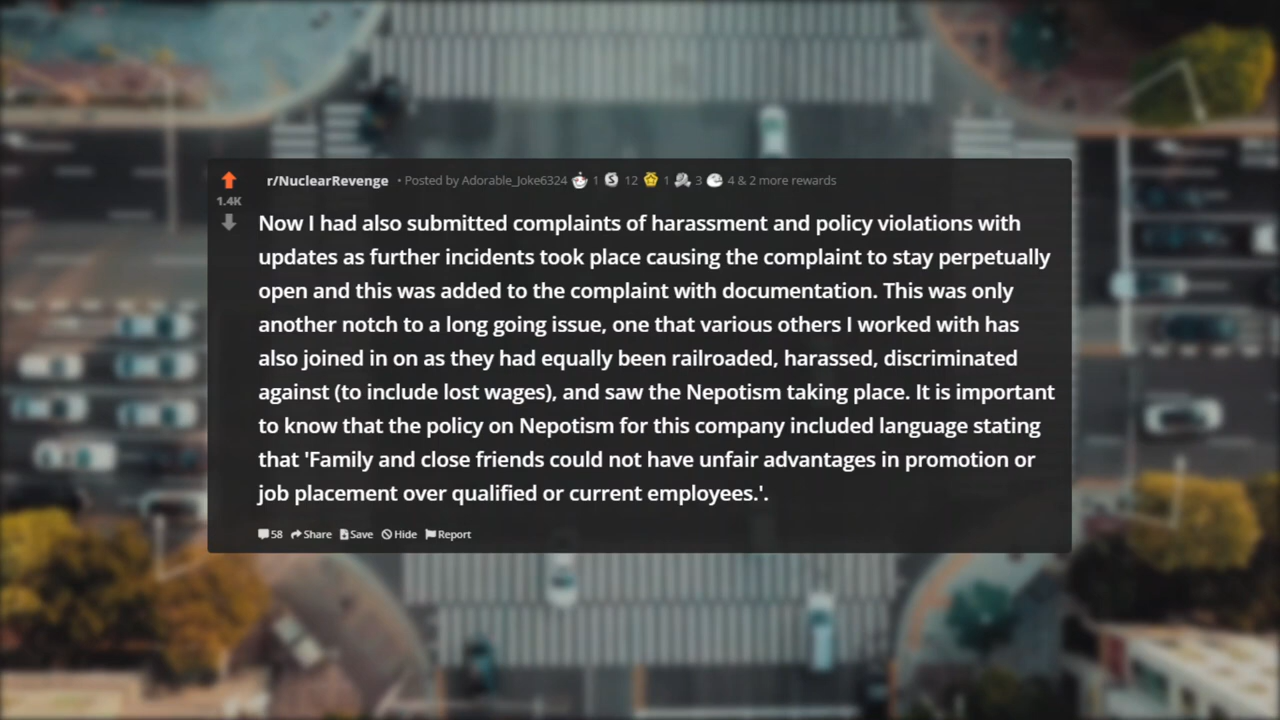 r/NuclearRevenge • Posted by Adorable_Joke6324 1 12 1 3 4 & 2 more rewards
1.4K
Now I had also submitted complaints of harassment and policy violations with
updates as further incidents took place causing the complaint to stay perpetually
open and this was added to the complaint with documentation. This was only
another notch to a long going issue, one that various others I worked with has
also joined in on as they had equally been railroaded, harassed, discriminated
against (to include lost wages), and saw the Nepotism taking place. It is important
to know that the policy on Nepotism for this company included language stating
that 'Family and close friends could not have unfair advantages in promotion or
job placement over qualified or current employees.'.
58 Share Save Hide Report